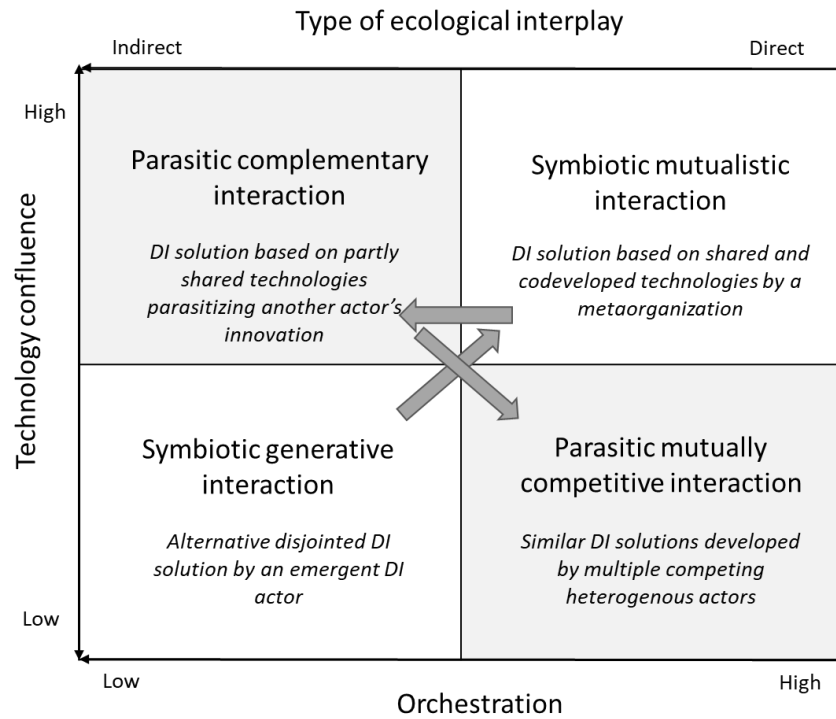 Type of ecological interplay
Indirect
Direct
High
Technology confluence
Parasitic complementary
interaction
DI solution based on partly
shared technologies
parasitizing another actor's
innovation
Symbiotic mutualistic
interaction
DI solution based on shared and
codeveloped technologies by a
metaorganization
Symbiotic generative
interaction
Alternative disjointed DI
solution by an emergent DI
actor
Parasitic mutually
competitive interaction
Similar DI solutions developed
by multiple competing
heterogenous actors
Low
Low
High
Orchestration